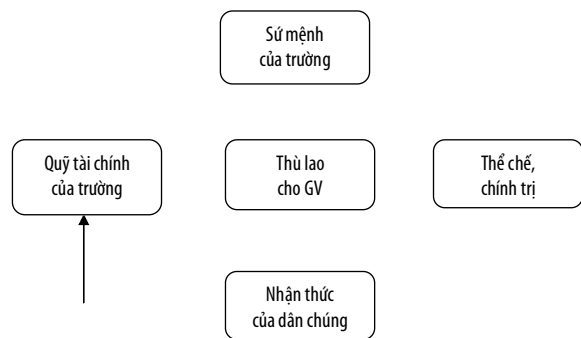 Sứ mệnh
của trường
Quỹ tài chính
của trường
Thù lao
cho GV
Thể chế,
chính trị
Nhận thức
của dân chúng